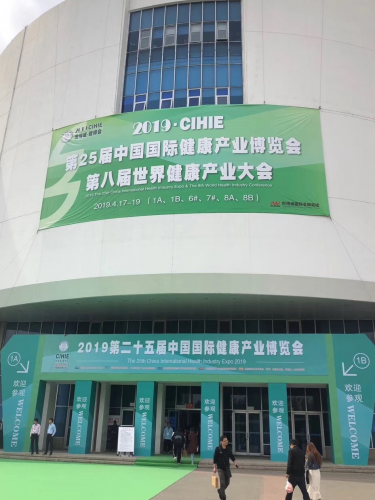 CIHIE
2019·CIHIE
第25届中国国际健康产业博览会
第八届世界健康产业大会
2019.4.17-19 （1A、1B、6#、7#、8A、8B）
CIHIE
2019第二十五届中国国际健康产业博览会
The 25th China International Health Industry Expo 2019
1A
欢迎参观
WELCOME
欢迎参观
WELCOME
欢迎参观
WELCOME
欢迎参观
WELCOME
欢迎参观
WELCOME
1B
欢迎参观
WELCOME